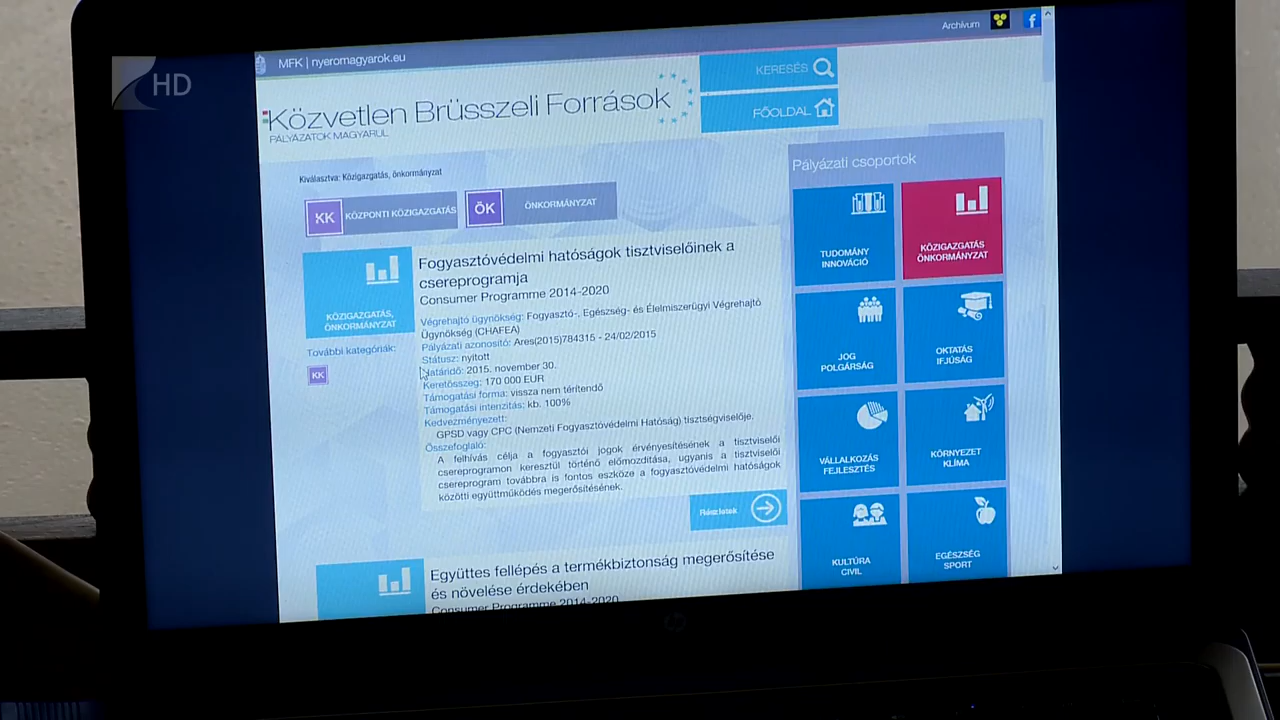 HD
Archívum
MFK | nyeromagyarok.eu
KERESÉS
Közvetlen Brüsszeli Források
PÁLYÁZATOK MAGYARUL
FŐOLDAL
Kiválasztva: Közigazgatás, önkormányzat
KK KÖZPONTI KÖZIGAZGATÁS
ÖK ÖNKORMÁNYZAT
KÖZIGAZGATÁS,
ÖNKORMÁNYZAT
További kategóriák:
KK
Fogyasztóvédelmi hatóságok tisztviselőinek a
csereprogramja
Consumer Programme 2014-2020
Végrehajtó ügynökség: Fogyasztó-, Egészség- és Élelmiszerügyi Végrehajtó
Ügynökség (CHAFEA)
Pályázati azonosító: Ares(2015)784315 - 24/02/2015
Státusz: nyitott
Határidő: 2015. november 30.
Keretösszeg: 170 000 EUR
Támogatási forma: vissza nem térítendő
Támogatási intenzitás: kb. 100%
Kedvezményezett:
GPSD vagy CPC (Nemzeti Fogyasztóvédelmi Hatóság) tisztségviselője.
Összefoglaló:
A felhívás célja a fogyasztói jogok érvényesítésének a tisztviselői
csereprogramon keresztül történő előmozdítása, ugyanis a tisztviselői
csereprogram továbbra is fontos eszköze a fogyasztóvédelmi hatóságok
közötti együttműködés megerősítésének.
Részletek
Együttes fellépés a termékbiztonság megerősítése
és növelése érdekében
Consumer Programme 2014-2020
Pályázati csoportok
TUDOMÁNY
INNOVÁCIÓ
KÖZIGAZGATÁS
ÖNKORMÁNYZAT
JOG
POLGÁRSÁG
OKTATÁS
IFJÚSÁG
VÁLLALKOZÁS
FEJLESZTÉS
KÖRNYEZET
KLÍMA
KULTÚRA
CIVIL
EGÉSZSÉG
SPORT